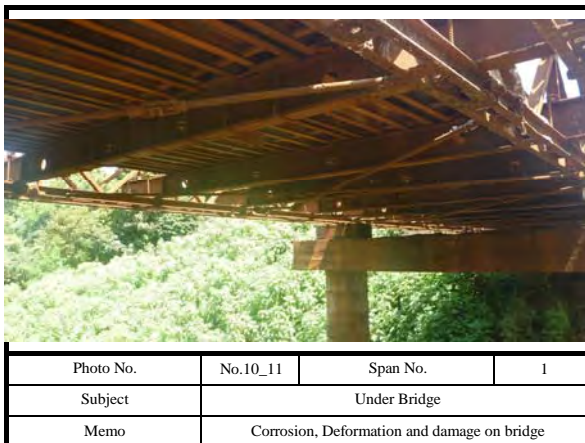 Photo No. No.10_11 Span No. 1
Subject Under Bridge
Memo Corrosion, Deformation and damage on bridge